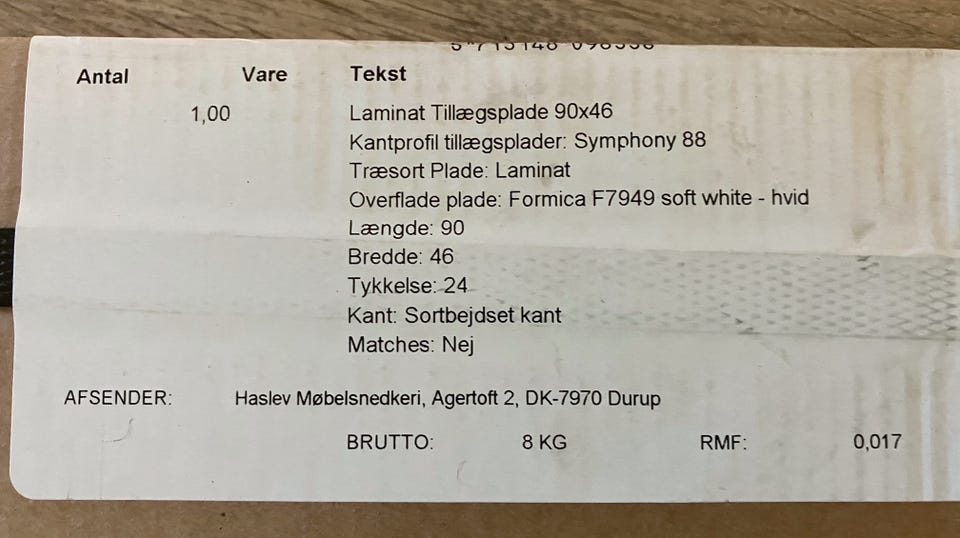 Antal Vare Tekst
1,00 Laminat Tillægsplade 90x46
Kantprofil tillægsplader: Symphony 88
Træsort Plade: Laminat
Overflade plade: Formica F7949 soft white - hvid
Længde: 90
Bredde: 46
Tykkelse: 24
Kant: Sortbejdset kant
Matches: Nej
AFSENDER: Haslev Møbelsnedkeri, Agertoft 2, DK-7970 Durup
BRUTTO: 8 KG RMF: 0,017